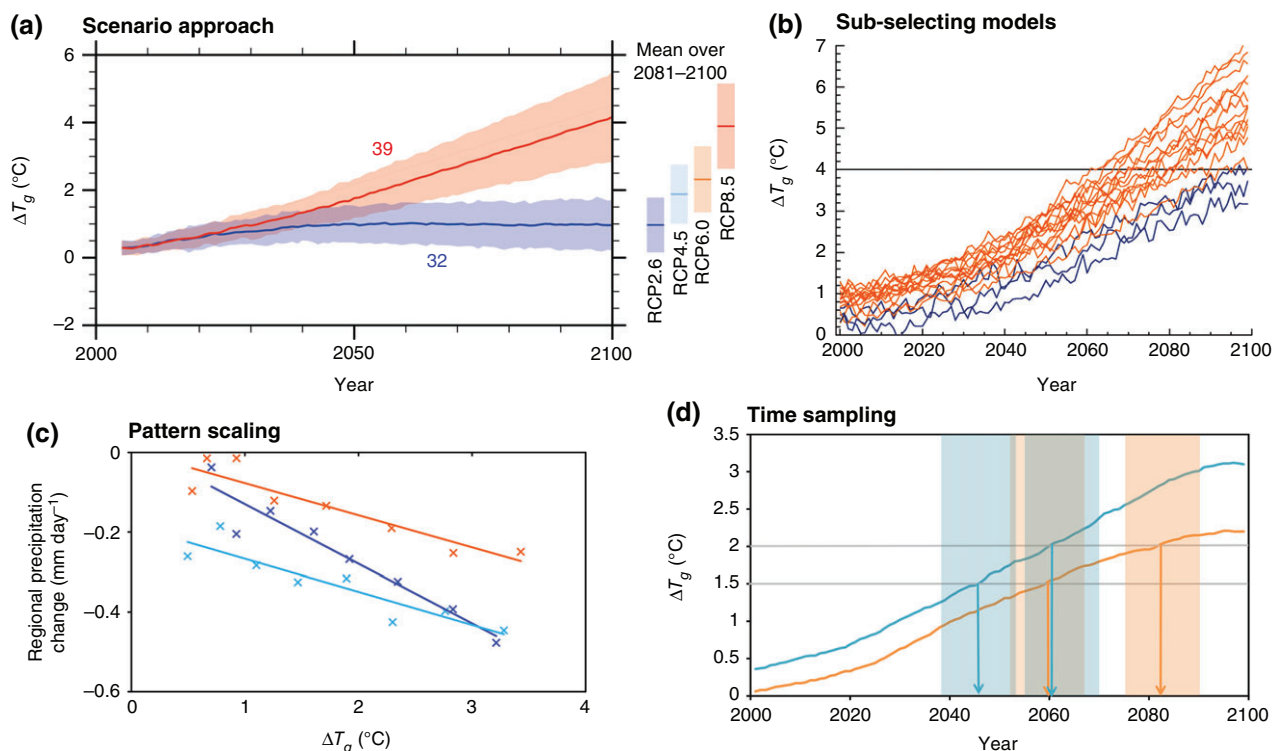 (a) Scenario approach
6
4
2
0
–2
2000
2050
2100
Year
ΔTg (°C)
39
32
Mean over
2081–2100
RCP2.6
RCP4.5
RCP6.0
RCP8.5
(b) Sub-selecting models
7
6
5
4
3
2
1
0
2000
2020
2040
2060
2080
2100
Year
ΔTg (°C)
(c) Pattern scaling
0
–0.2
–0.4
–0.6
0
1
2
3
4
ΔTg (°C)
Regional precipitation
change (mm day⁻¹)
(d) Time sampling
3.5
3
2.5
2
1.5
1
0.5
0
2000
2020
2040
2060
2080
2100
Year
ΔTg (°C)